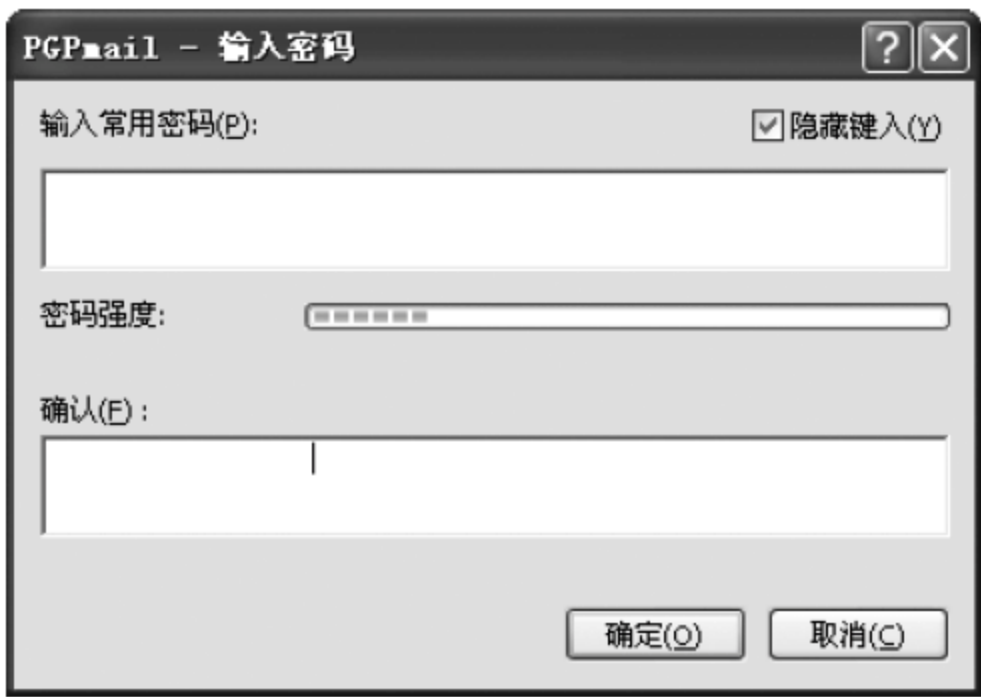 PGPmail - 输入密码
输入常用密码(P):
隐藏键入(Y)
密码强度:
确认(F):
确定(O)
取消(C)